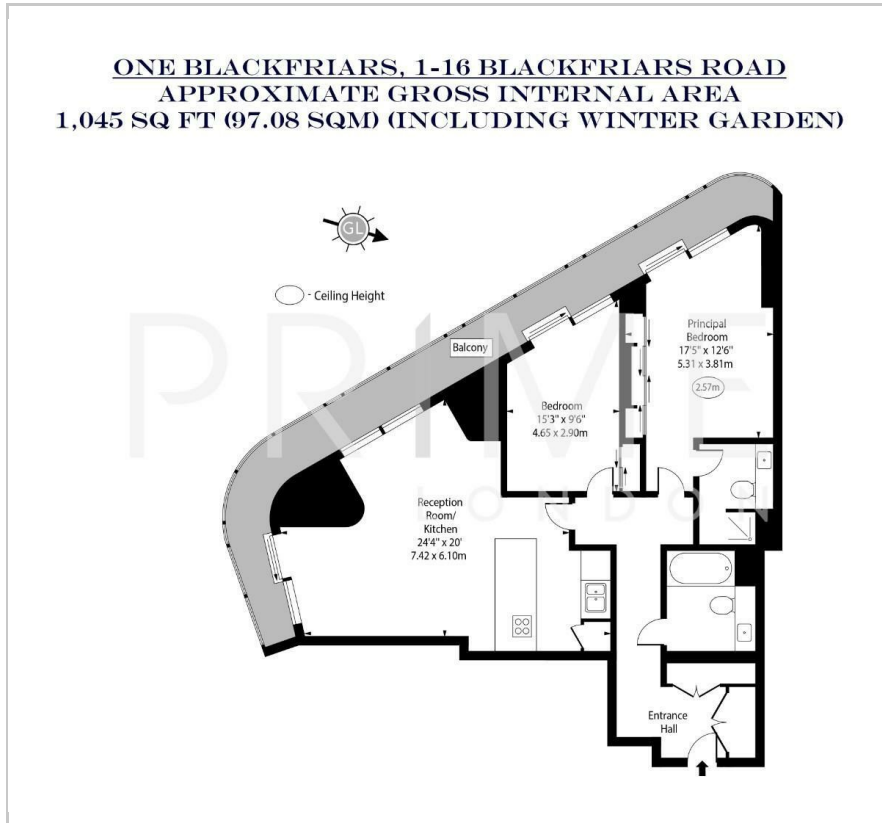 ONE BLACKFRIARS, 1-16 BLACKFRIARS ROAD
APPROXIMATE GROSS INTERNAL AREA
1,045 SQ FT (97.08 SQM) (INCLUDING WINTER GARDEN)
GL
- Ceiling Height
Balcony
Principal
Bedroom
17'5" x 12'6"
5.31 x 3.81m
2.57m
Bedroom
15'3" x 9'6"
4.65 x 2.90m
Reception
Room/
Kitchen
24'4" x 20'
7.42 x 6.10m
Entrance
Hall
PRIME
LONDON